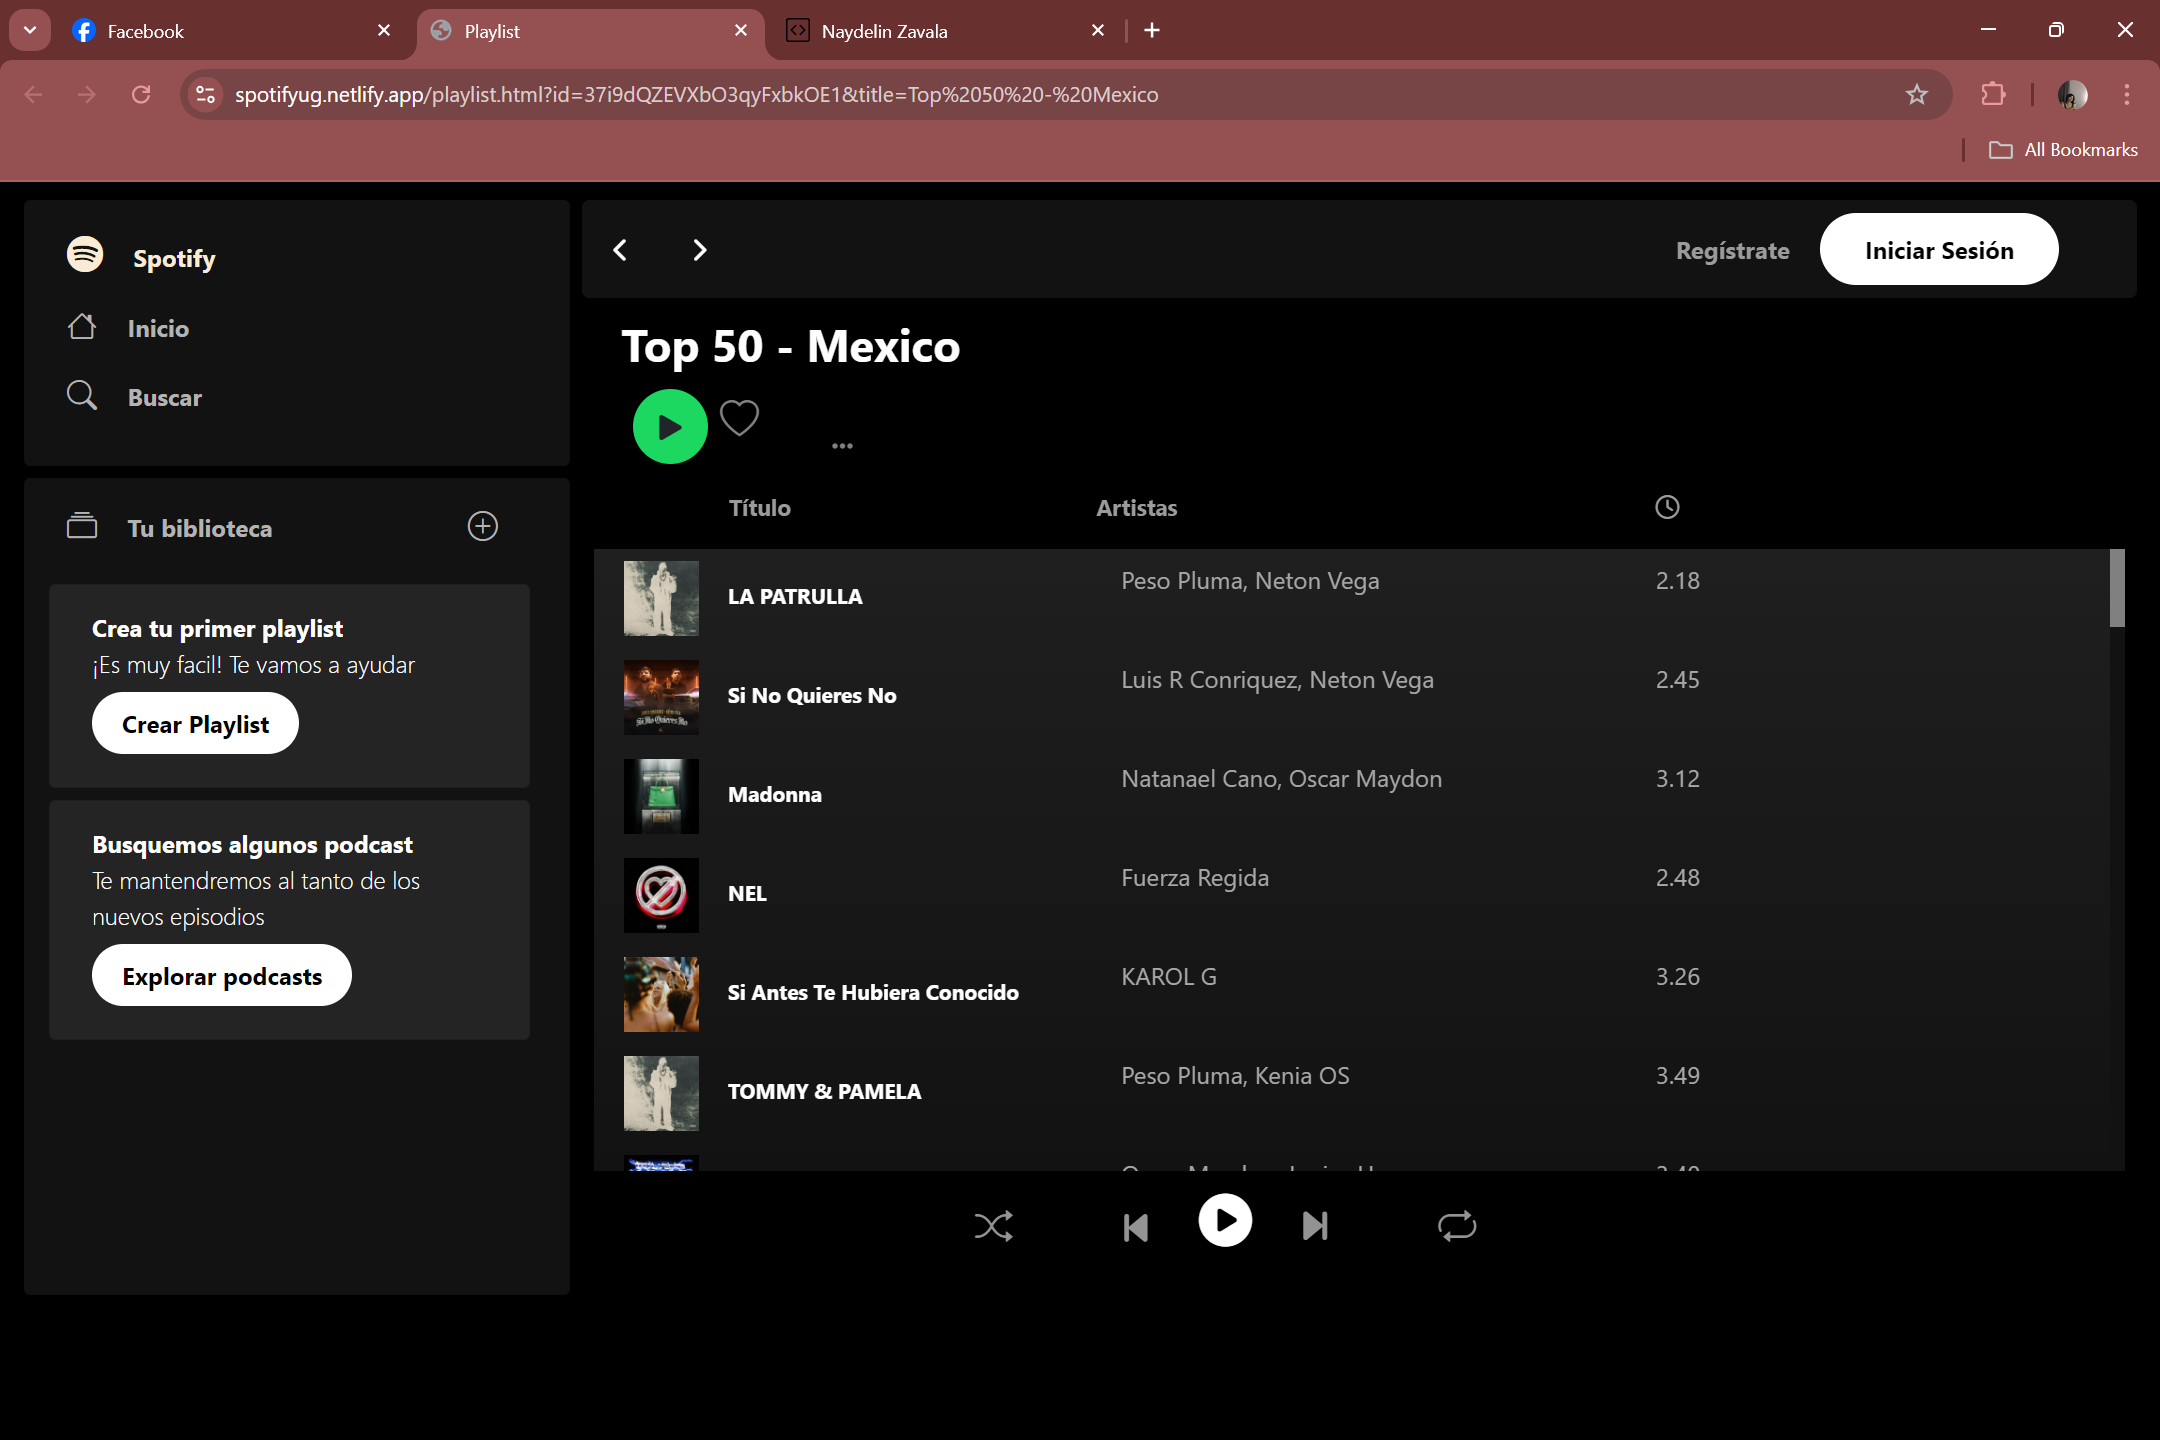 Facebook
Playlist
Naydelin Zavala
spotifyug.netlify.app/playlist.html?id=37i9dQZEVXbO3qyFxbkOE1&title=Top%2050%20-%20Mexico
All Bookmarks
Spotify
Inicio
Buscar
Tu biblioteca
Crea tu primer playlist
¡Es muy facil! Te vamos a ayudar
Crear Playlist
Busquemos algunos podcast
Te mantendremos al tanto de los
nuevos episodios
Explorar podcasts
Regístrate
Iniciar Sesión
Top 50 - Mexico
Título Artistas
LA PATRULLA Peso Pluma, Neton Vega 2.18
Si No Quieres No Luis R Conriquez, Neton Vega 2.45
Madonna Natanael Cano, Oscar Maydon 3.12
NEL Fuerza Regida 2.48
Si Antes Te Hubiera Conocido KAROL G 3.26
TOMMY & PAMELA Peso Pluma, Kenia OS 3.49